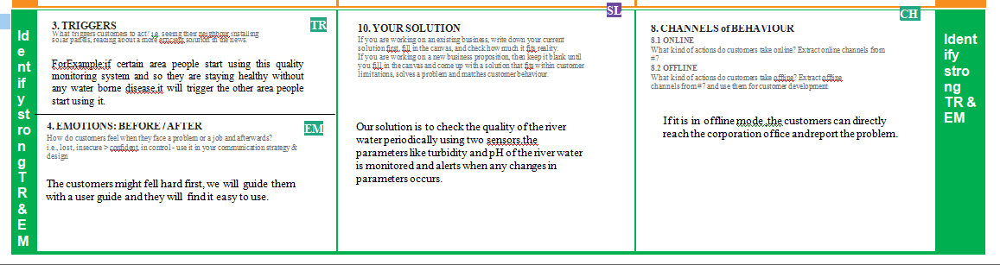 Id
e
n
t
if
y
st
ro
n
g
T
R
&
E
M
3. TRIGGERS
TR
What triggers customers to act? i.e. seeing their neighbour installing
solar panels, reading about a more efficient solution in the news.
ForExample:if certain area people start using this quality
monitoring system and so they are staying healthy without
any water borne disease,it will trigger the other area people
start using it.
4. EMOTIONS: BEFORE / AFTER
EM
How do customers feel when they face a problem or a job and afterwards?
i.e., lost, insecure > confident, in control - use it in your communication strategy &
design
The customers might fell hard first, we will guide them
with a user guide and they will find it easy to use.
SL
10. YOUR SOLUTION
If you are working on an existing business, write down your current
solution first, fill in the canvas, and check how much it fits reality.
If you are working on a new business proposition, then keep it blank until
you fill in the canvas and come up with a solution that fits within customer
limitations, solves a problem and matches customer behaviour.
Our solution is to check the quality of the river
water periodically using two sensors,the
parameters like turbidity and pH of the river water
is monitored and alerts when any changes in
parameters occurs.
CH
8. CHANNELS of BEHAVIOUR
8.1 ONLINE
What kind of actions do customers take online? Extract online channels from
#7
8.2 OFFLINE
What kind of actions do customers take offline? Extract offline
channels from #7 and use them for customer development.
If it is in offline mode ,the customers can directly
reach the corporation office andreport the problem.
Ident
ify
stro
ng
TR &
EM